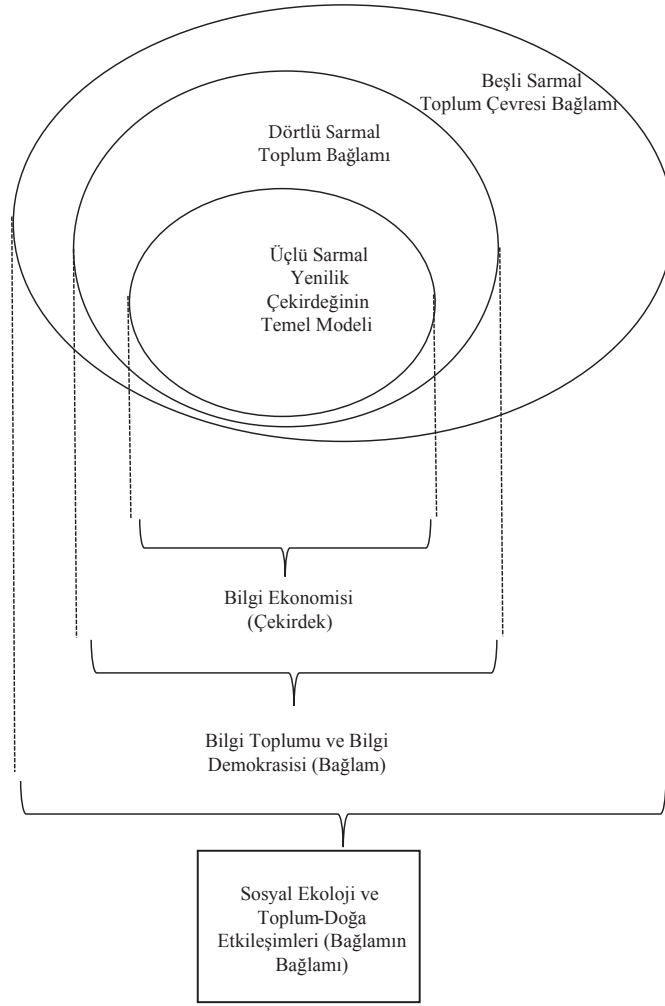 Beşli Sarmal
Toplum Çevresi Bağlamı
Dörtlü Sarmal
Toplum Bağlamı
Üçlü Sarmal
Yenilik
Çekirdeğinin
Temel Modeli
Bilgi Ekonomisi
(Çekirdek)
Bilgi Toplumu ve Bilgi
Demokrasisi (Bağlam)
Sosyal Ekoloji ve
Toplum-Doğa
Etkileşimleri (Bağlamın
Bağlamı)